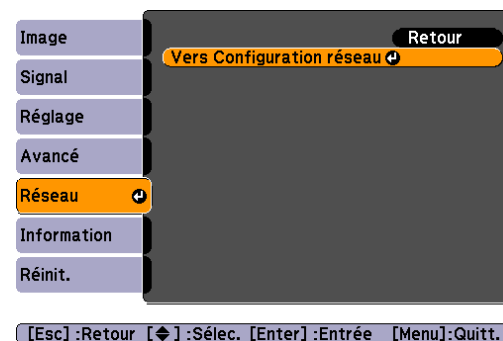 Image
Signal
Réglage
Avancé
Réseau
Information
Réinit.
Retour
Vers Configuration réseau
[Esc] :Retour [] :Sélec. [Enter] :Entrée [Menu]:Quitt.